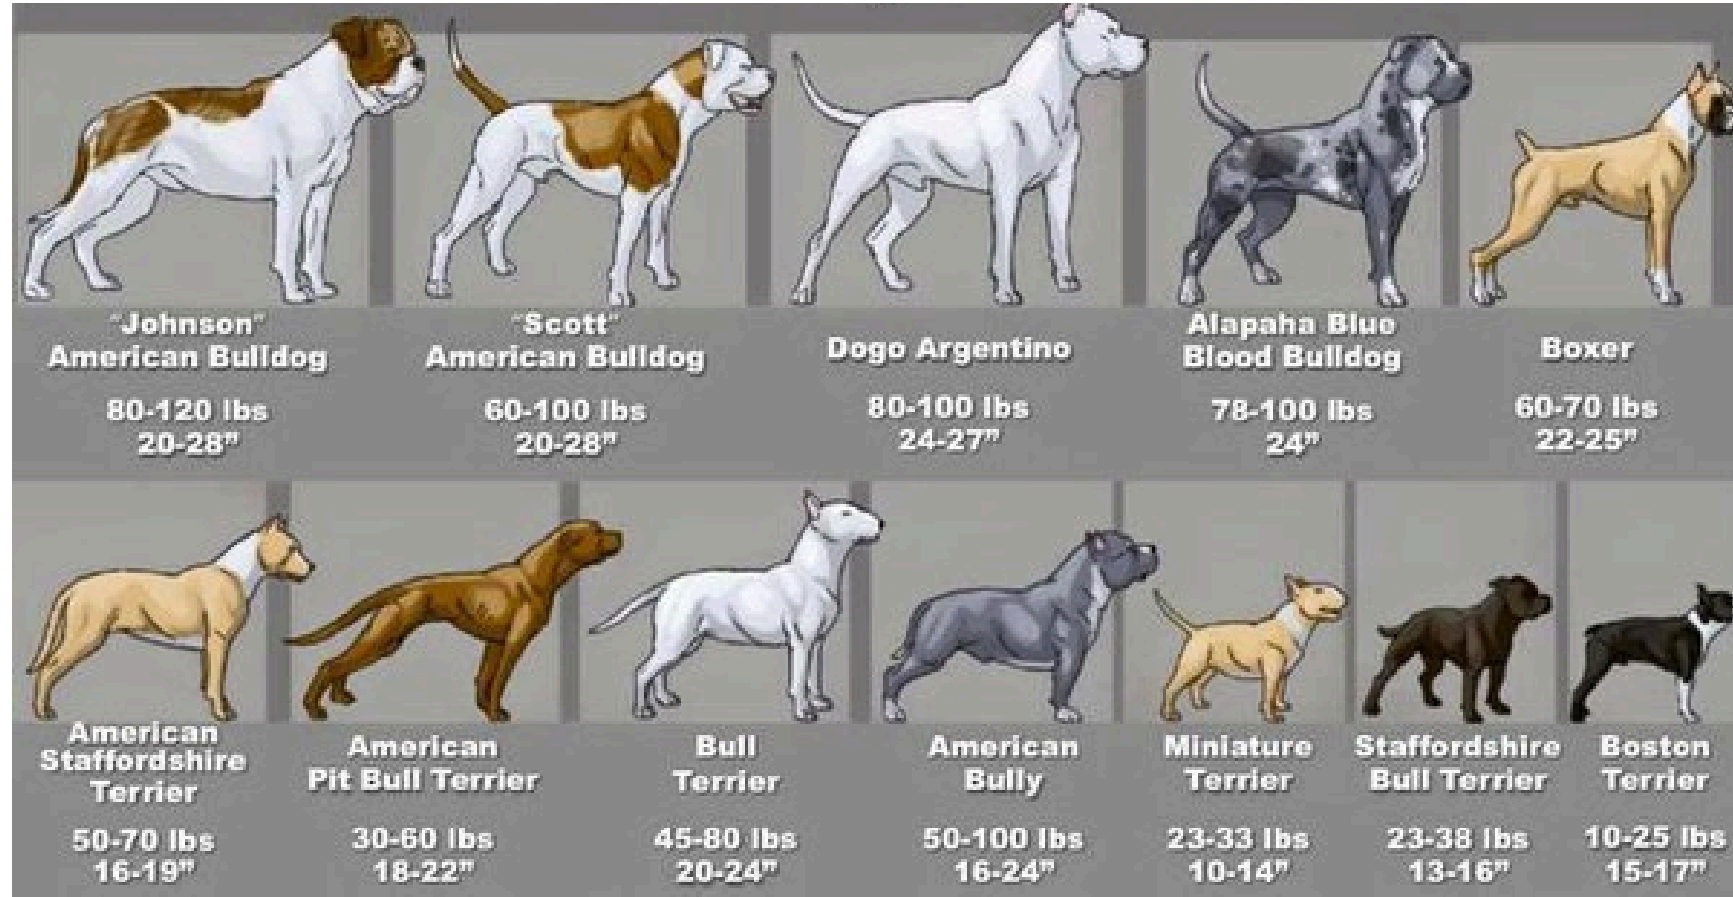 "Johnson"
American Bulldog
80-120 lbs
20-28"
"Scott"
American Bulldog
60-100 lbs
20-28"
Dogo Argentino
80-100 lbs
24-27"
Alapaha Blue
Blood Bulldog
78-100 lbs
24"
Boxer
60-70 lbs
22-25"
American
Staffordshire
Terrier
50-70 lbs
16-19"
American
Pit Bull Terrier
30-60 lbs
18-22"
Bull
Terrier
45-80 lbs
20-24"
American
Bully
50-100 lbs
16-24"
Miniature
Terrier
23-33 lbs
10-14"
Staffordshire
Bull Terrier
23-38 lbs
13-16"
Boston
Terrier
10-25 lbs
15-17"